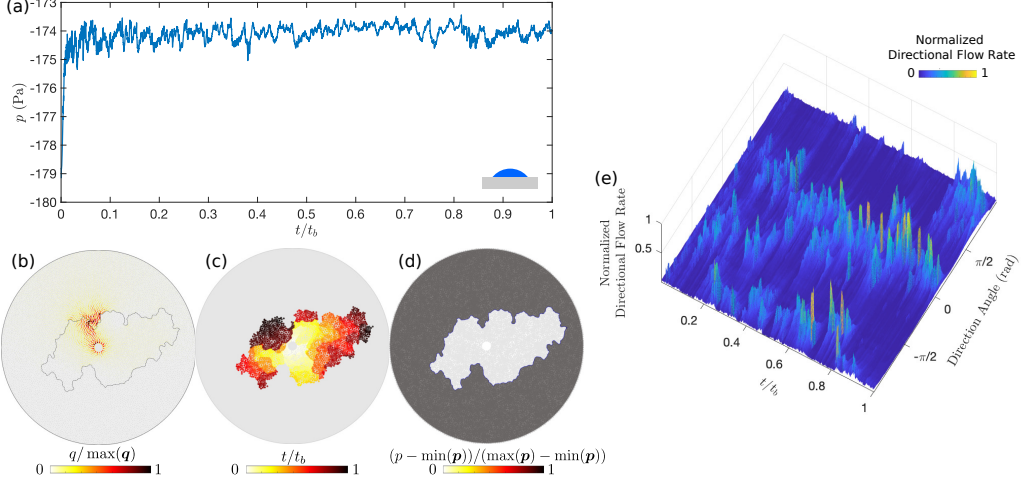 (a)
-173
-174
-175
-176
-177
-178
-179
-180
p (Pa)
0 0.1 0.2 0.3 0.4 0.5 0.6 0.7 0.8 0.9 1
t/t_b
(b)
(c)
(d)
q/ max(q)
0 1
t/t_b
0 1
(p − min(p))/(max(p) − min(p))
0 1
(e)
Normalized
Directional Flow Rate
0 1
Normalized
Directional Flow Rate
1
0.5
0.2
0.4
0.6
0.8
1
t/t_b
-π/2
0
π/2
Direction Angle (rad)